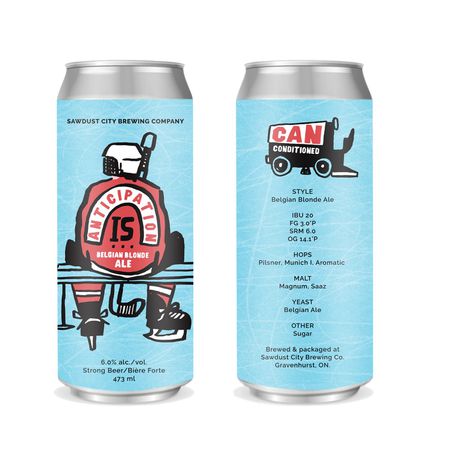 SAWDUST CITY BREWING COMPANY
ANTICIPATION
IS
BELGIAN BLONDE
ALE
6.0% alc./vol.
Strong Beer/Bière Forte
473 ml
CAN
CONDITIONED
STYLE
Belgian Blonde Ale
IBU 20
FG 3.0°P
SRM 6.0
OG 14.1°P
HOPS
Pilsner, Munich I, Aromatic
MALT
Magnum, Saaz
YEAST
Belgian Ale
OTHER
Sugar
Brewed & packaged at
Sawdust City Brewing Co.
Gravenhurst, ON.